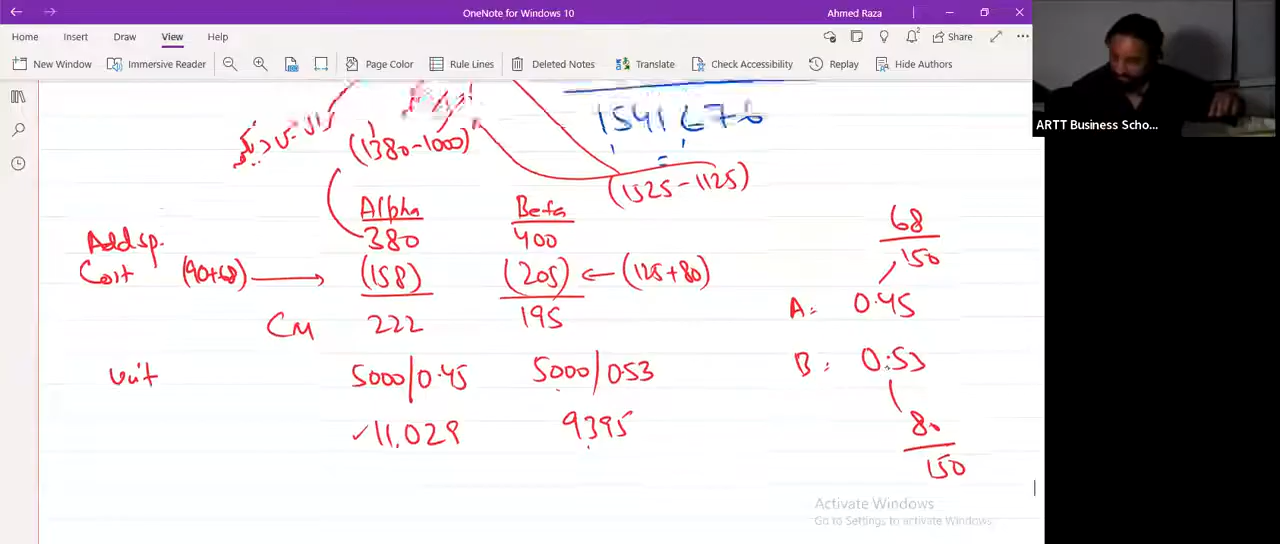 OneNote for Windows 10
Ahmed Raza
Home Insert Draw View Help
Share
New Window Immersive Reader Page Color Rule Lines Deleted Notes Translate Check Accessibility Replay Hide Authors
ARTT Business Scho...
1541676
(1380-1000)
(1525-1125)
Alpha Beta
Add sp. 380 400
Cost (90+68) (158) (205) (125+80)
CM 222 195
Unit 5000/0.45 5000/0.53
✓11,029 9395
68
150
A: 0.45
B: 0.53
80
150
Activate Windows
Go to Settings to activate Windows.